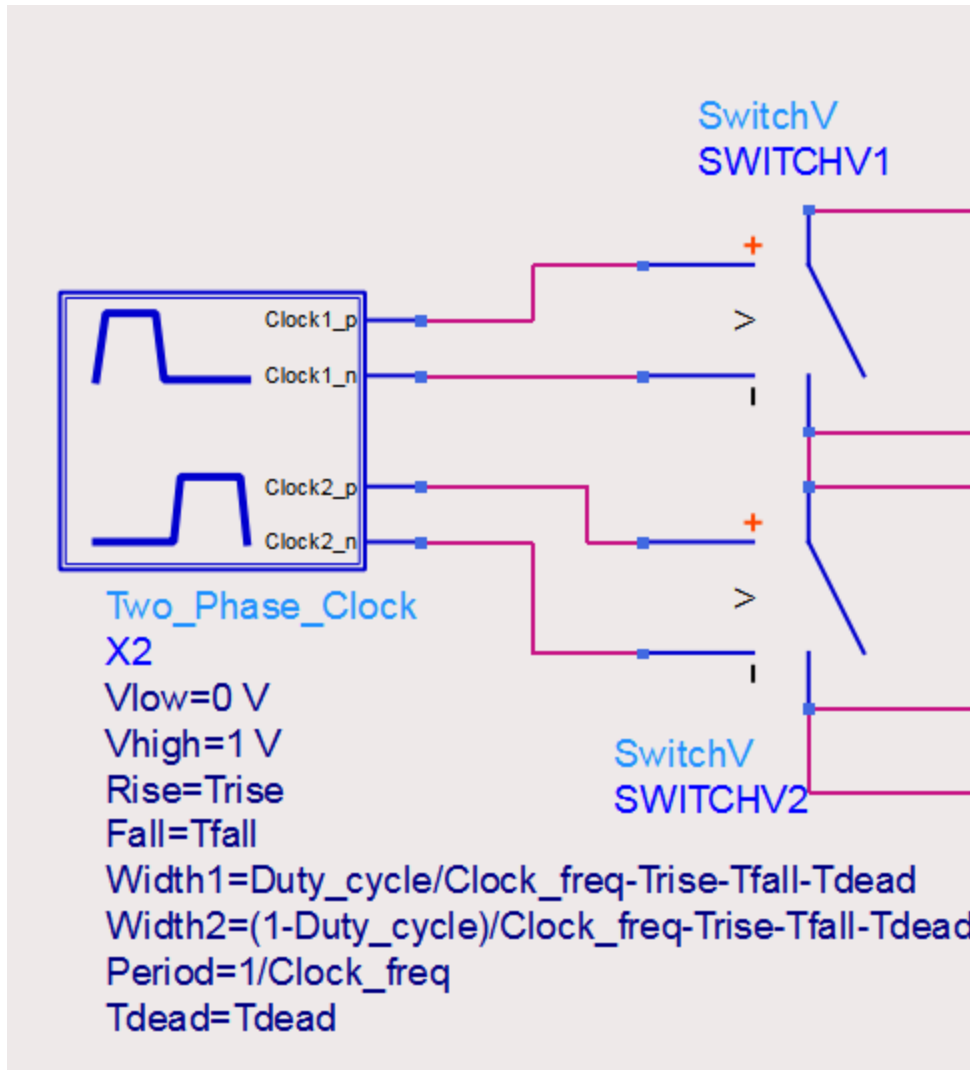 SwitchV
SWITCHV1
+
Clock1_p
>
Clock1_n
Clock2_p
+
Clock2_n
>
Two_Phase_Clock
X2
Vlow=0 V
Vhigh=1 V
Rise=Trise
Fall=Tfall
SwitchV
SWITCHV2
Width1=Duty_cycle/Clock_freq-Trise-Tfall-Tdead
Width2=(1-Duty_cycle)/Clock_freq-Trise-Tfall-Tdead
Period=1/Clock_freq
Tdead=Tdead